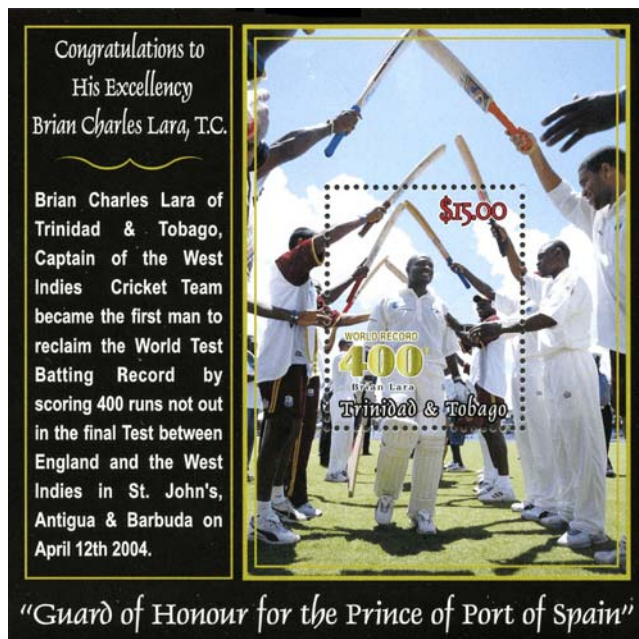 Congratulations to
His Excellency
Brian Charles Lara, T.C.
Brian Charles Lara of
Trinidad & Tobago,
Captain of the West
Indies Cricket Team
became the first man to
reclaim the World Test
Batting Record by
scoring 400 runs not out
in the final Test between
England and the West
Indies in St. John's,
Antigua & Barbuda on
April 12th 2004.
$15.00
WORLD RECORD
400*
Brian Lara
Trinidad & Tobago
"Guard of Honour for the Prince of Port of Spain"